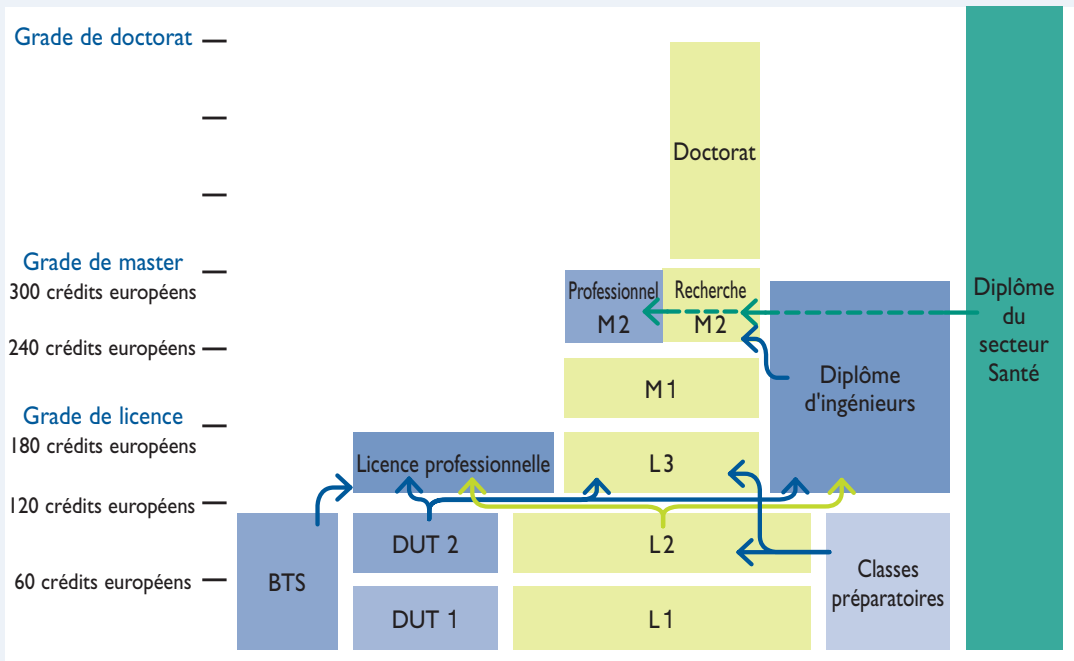 Grade de doctorat
Doctorat
Grade de master
300 crédits européens
Professionnel
M2
Recherche
M2
Diplôme
du
secteur
Santé
240 crédits européens
M1
Diplôme
d'ingénieurs
Grade de licence
180 crédits européens
Licence professionnelle
L3
120 crédits européens
DUT 2
L2
60 crédits européens
BTS
Classes
préparatoires
DUT 1
L1